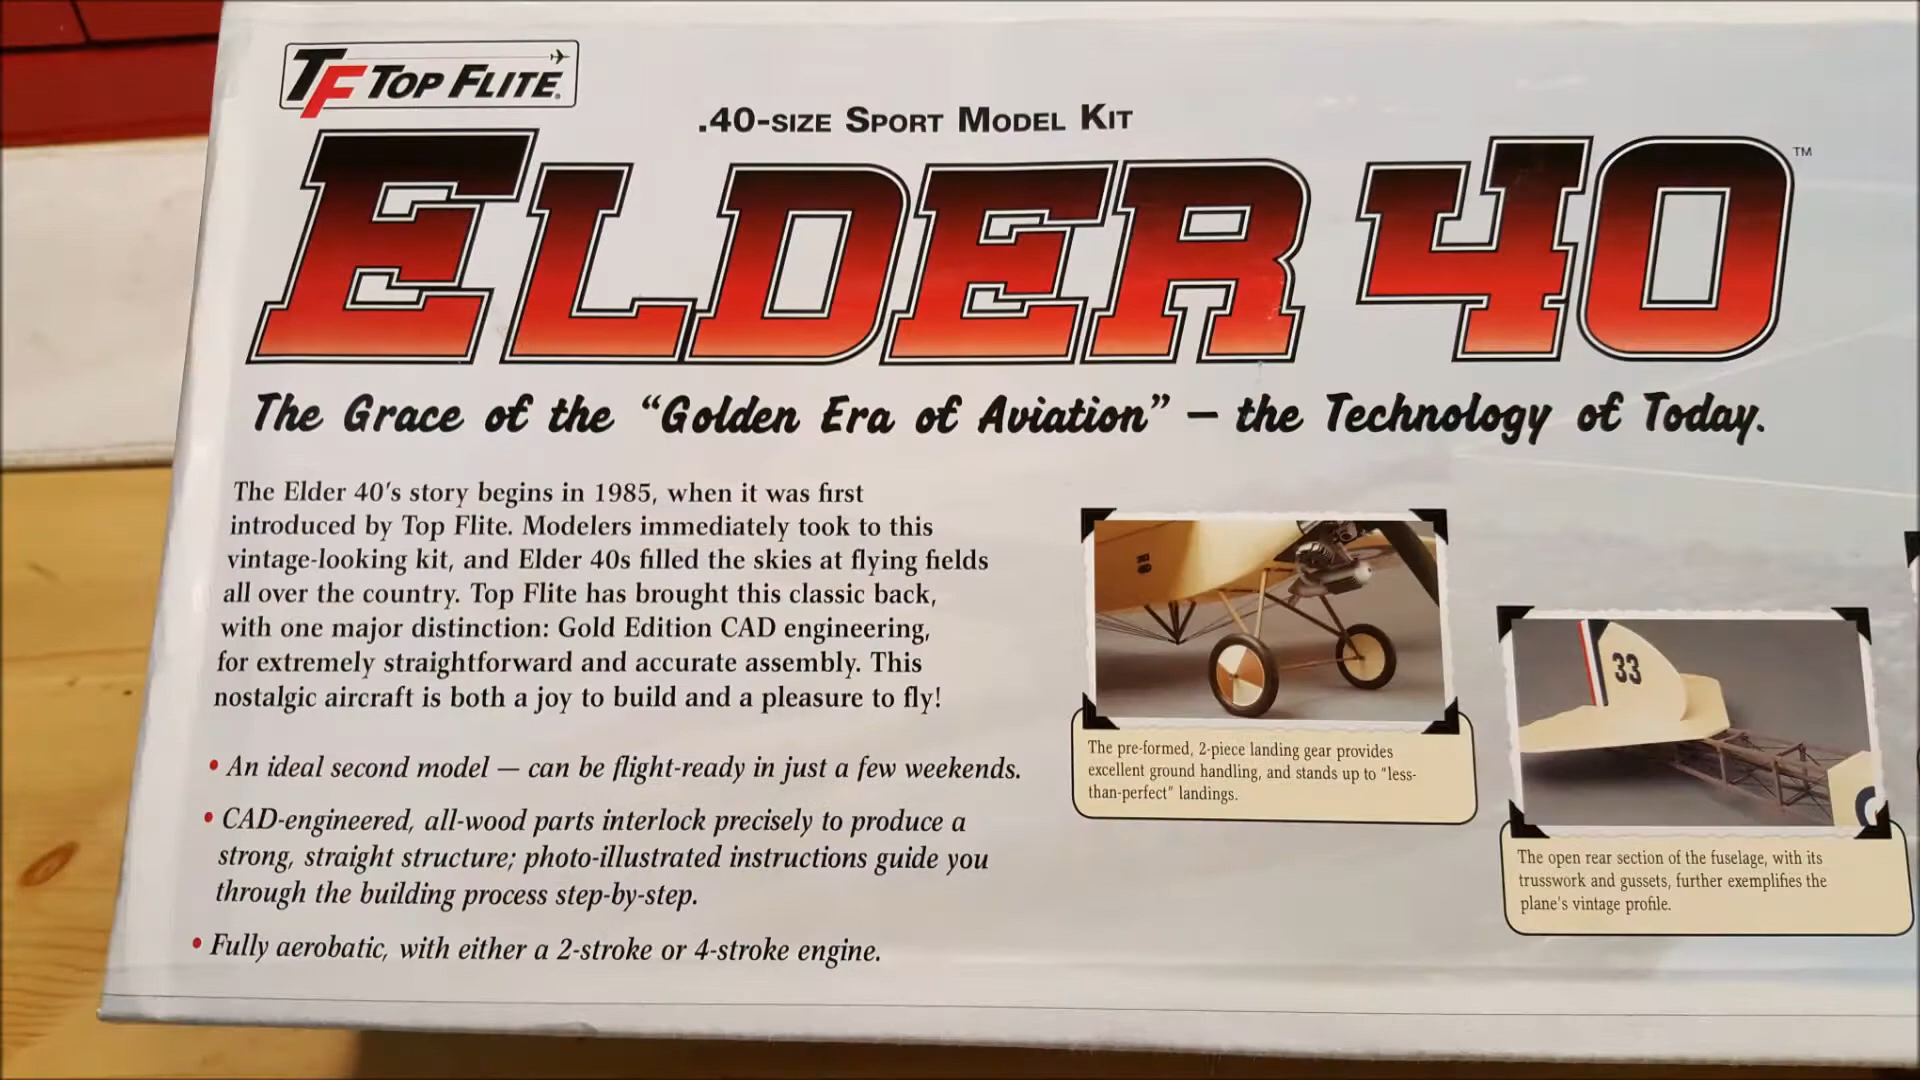 TF TOP FLITE.
.40-SIZE SPORT MODEL KIT
ELDER 40™
The Grace of the “Golden Era of Aviation” – the Technology of Today.
The Elder 40's story begins in 1985, when it was first
introduced by Top Flite. Modelers immediately took to this
vintage-looking kit, and Elder 40s filled the skies at flying fields
all over the country. Top Flite has brought this classic back,
with one major distinction: Gold Edition CAD engineering,
for extremely straightforward and accurate assembly. This
nostalgic aircraft is both a joy to build and a pleasure to fly!
• An ideal second model — can be flight-ready in just a few weekends.
• CAD-engineered, all-wood parts interlock precisely to produce a
strong, straight structure; photo-illustrated instructions guide you
through the building process step-by-step.
• Fully aerobatic, with either a 2-stroke or 4-stroke engine.
The pre-formed, 2-piece landing gear provides
excellent ground handling, and stands up to “less-
than-perfect” landings.
33
The open rear section of the fuselage, with its
trusswork and gussets, further exemplifies the
plane's vintage profile.